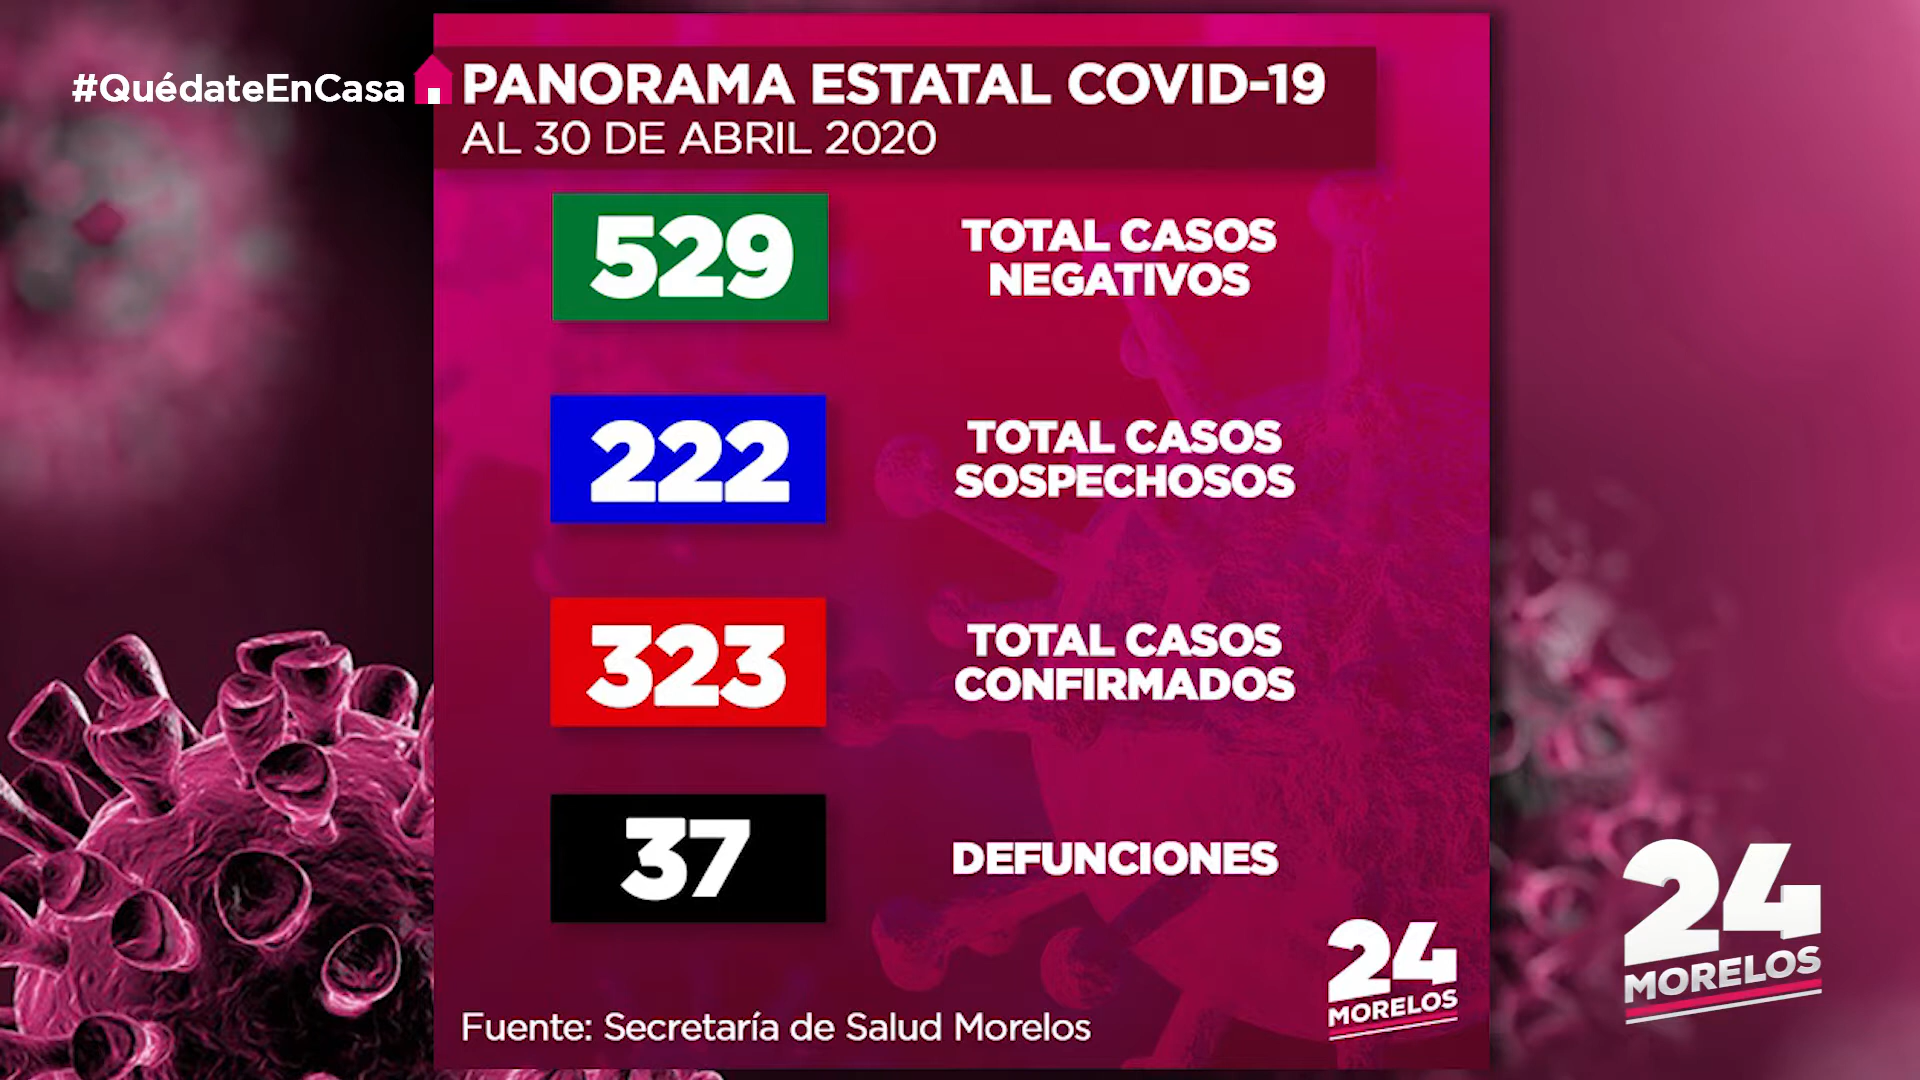 #QuédateEnCasa
PANORAMA ESTATAL COVID-19
AL 30 DE ABRIL 2020
529
TOTAL CASOS
NEGATIVOS
222
TOTAL CASOS
SOSPECHOSOS
323
TOTAL CASOS
CONFIRMADOS
37
DEFUNCIONES
Fuente: Secretaría de Salud Morelos
24
MORELOS
24
MORELOS